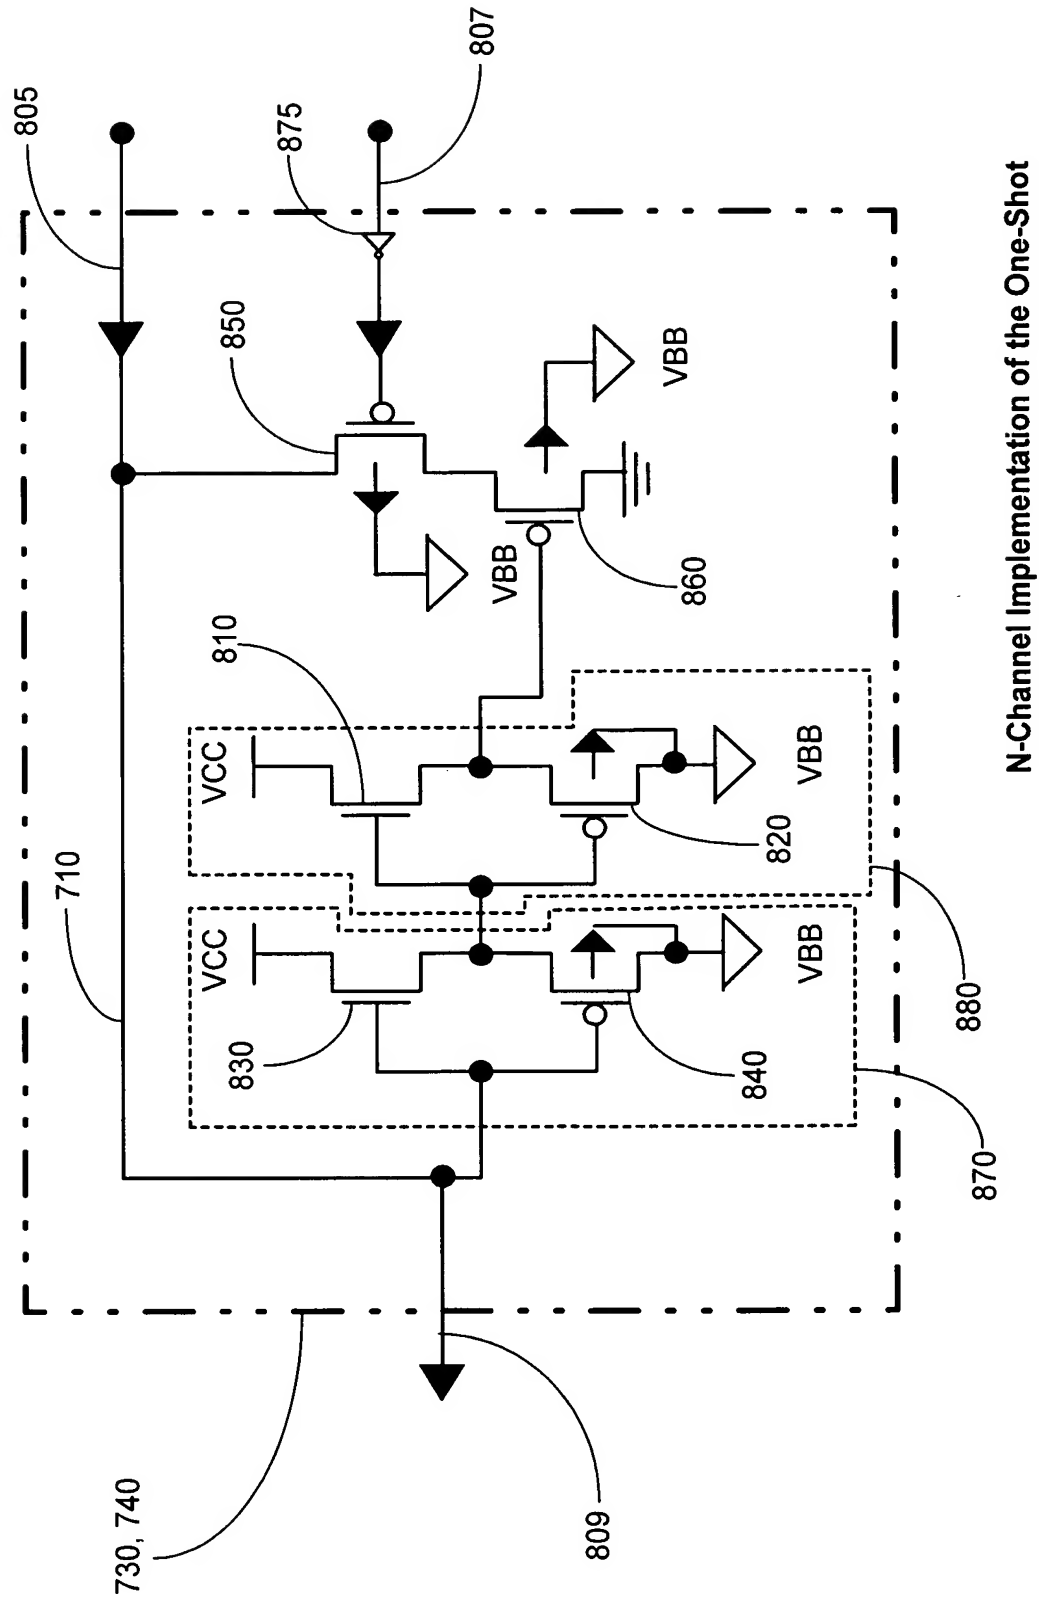 730, 740
710
805
809
830
VCC
810
VCC
850
875
807
840
VBB
820
VBB
VBB
860
VBB
870
880
N-Channel Implementation of the One-Shot